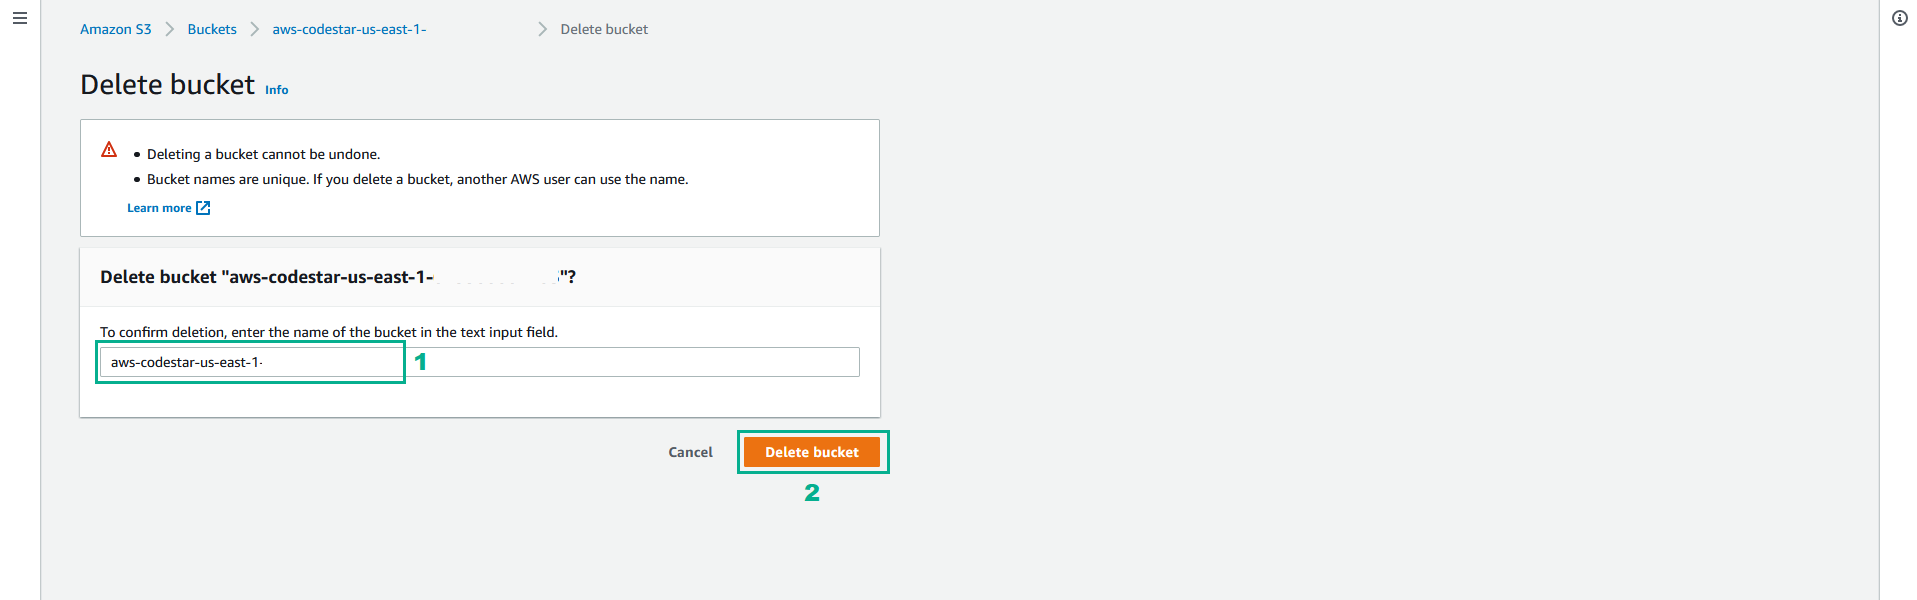 Amazon S3 Buckets aws-codestar-us-east-1- Delete bucket
Delete bucket Info
Deleting a bucket cannot be undone.
Bucket names are unique. If you delete a bucket, another AWS user can use the name.
Learn more
Delete bucket "aws-codestar-us-east-1- "?
To confirm deletion, enter the name of the bucket in the text input field.
aws-codestar-us-east-1- 1
Cancel Delete bucket
2